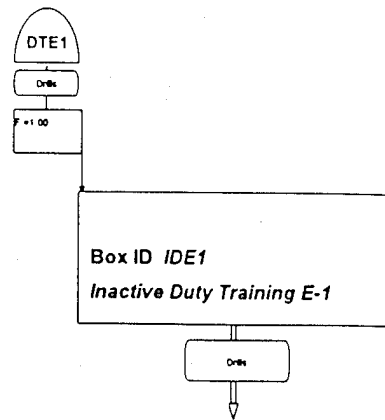 DTE1
Drills
F =1.00
Box ID IDE1
Inactive Duty Training E-1
Drills